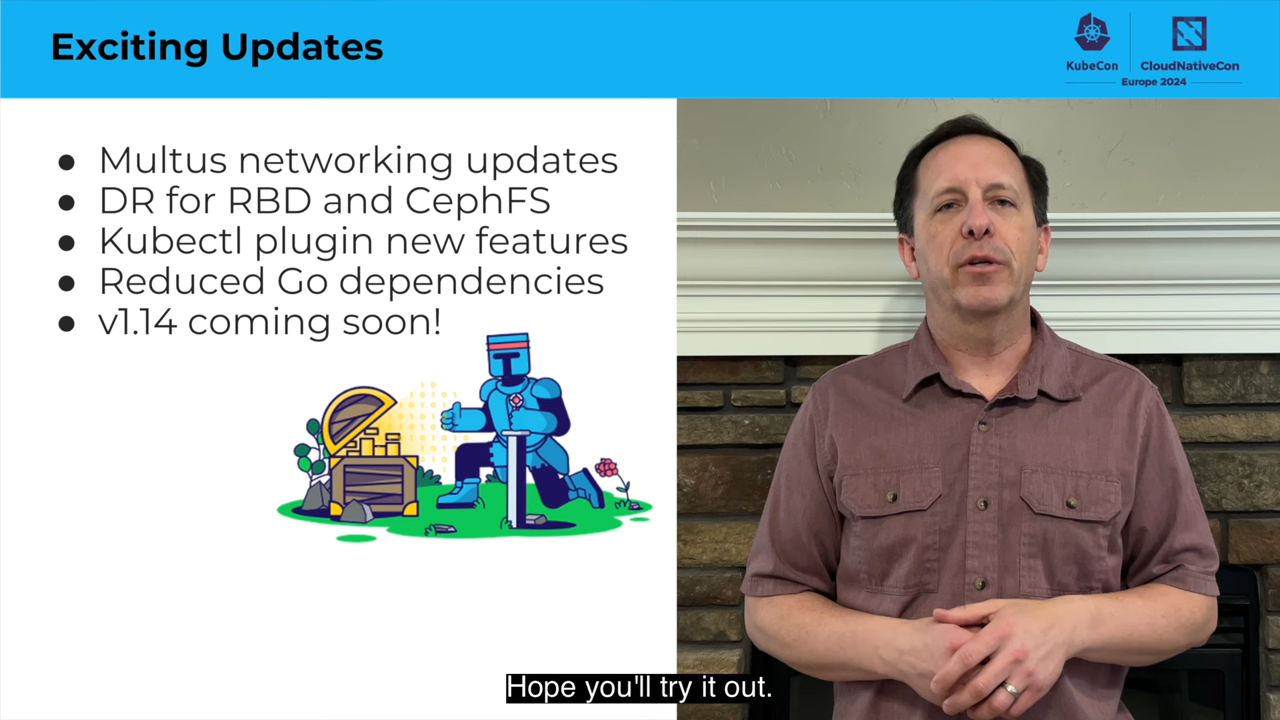 Exciting Updates
KubeCon
CloudNativeCon
Europe 2024
● Multus networking updates
● DR for RBD and CephFS
● Kubectl plugin new features
● Reduced Go dependencies
● v1.14 coming soon!
Hope you'll try it out.